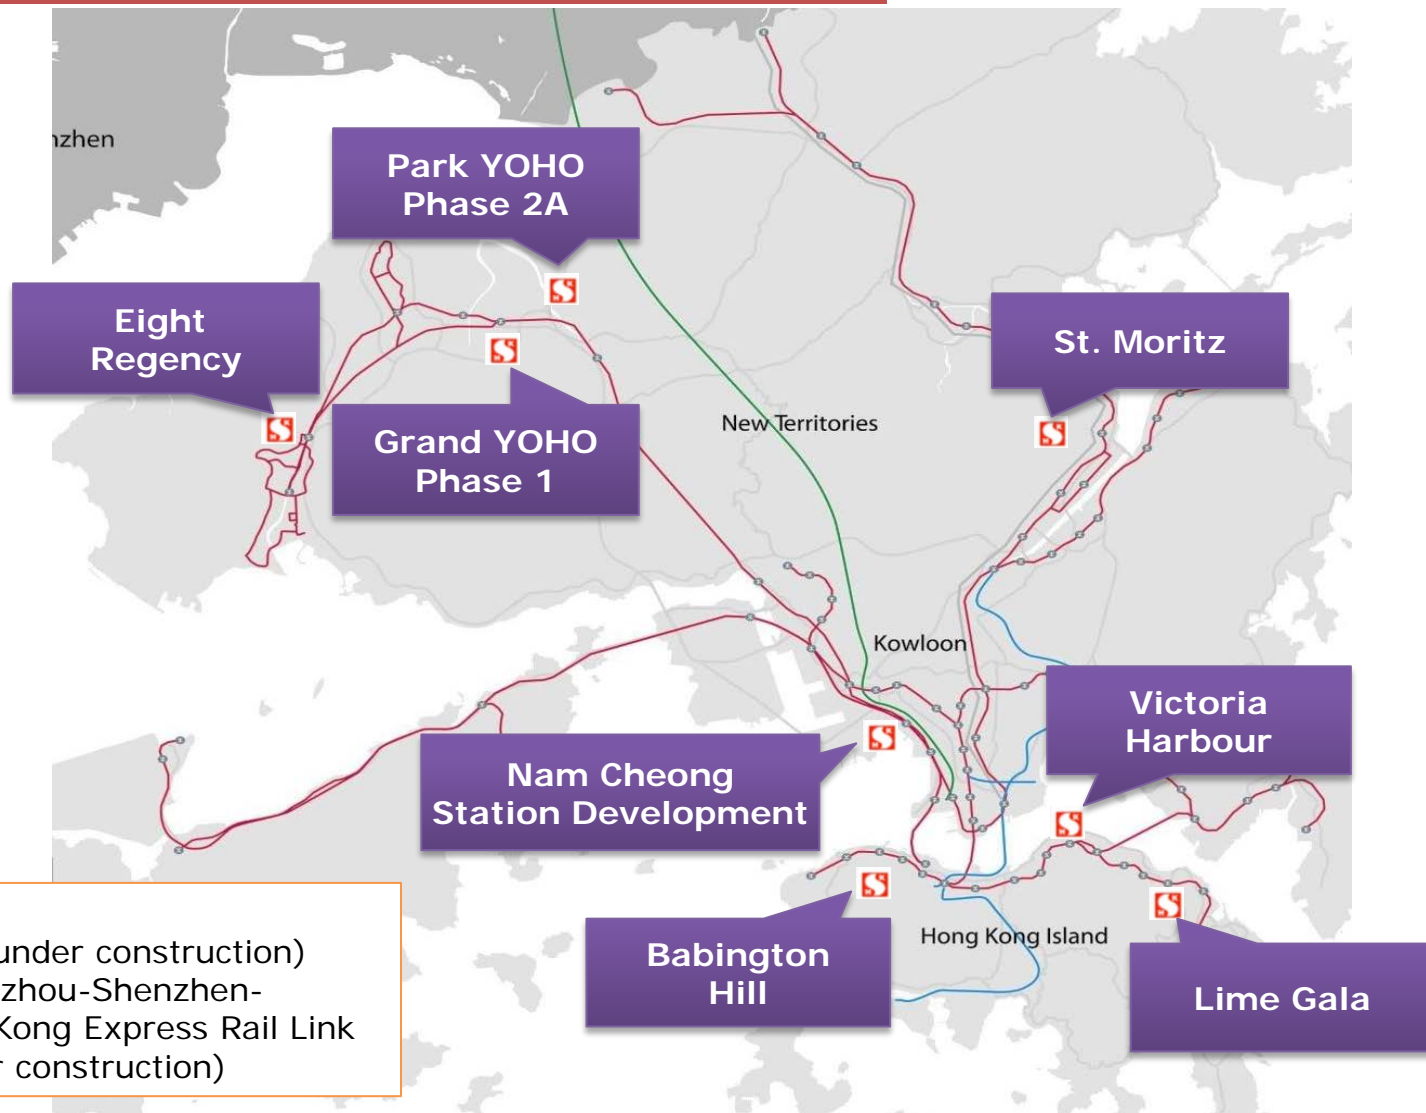 nzhen
Park YOHO
Phase 2A
Eight
Regency
St. Moritz
Grand YOHO
Phase 1
New Territories
Kowloon
Victoria
Harbour
Nam Cheong
Station Development
Babington
Hill
Hong Kong Island
Lime Gala
under construction)
zhou-Shenzhen-
Kong Express Rail Link
r construction)